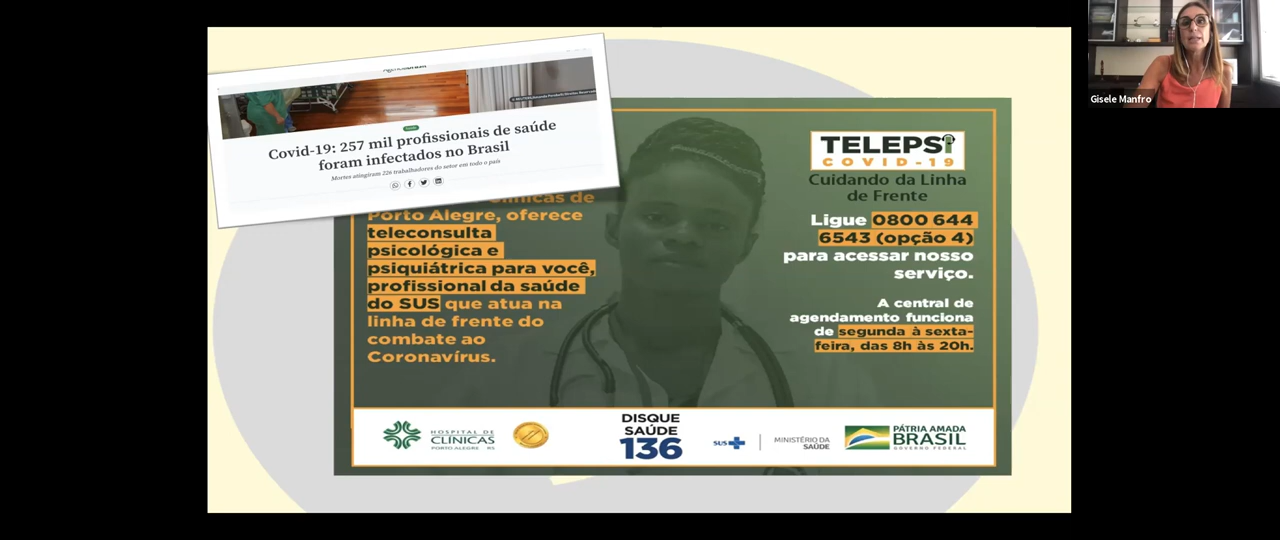 Covid-19: 257 mil profissionais de saúde
foram infectados no Brasil
Mortes atingiram 226 trabalhadores do setor em todo o país
Clínicas de
Porto Alegre, oferece
teleconsulta
psicológica e
psiquiátrica para você,
profissional da saúde
do SUS que atua na
linha de frente do
combate ao
Coronavírus.
TELEPSi
COVID-19
Cuidando da Linha
de Frente
Ligue 0800 644
6543 (opção 4)
para acessar nosso
serviço.
A central de
agendamento funciona
de segunda à sexta-
feira, das 8h às 20h.
HOSPITAL DE
CLÍNICAS
PORTO ALEGRE RS
DISQUE
SAÚDE
136
SUS
MINISTÉRIO DA
SAÚDE
PÁTRIA AMADA
BRASIL
GOVERNO FEDERAL
Gisele Manfro